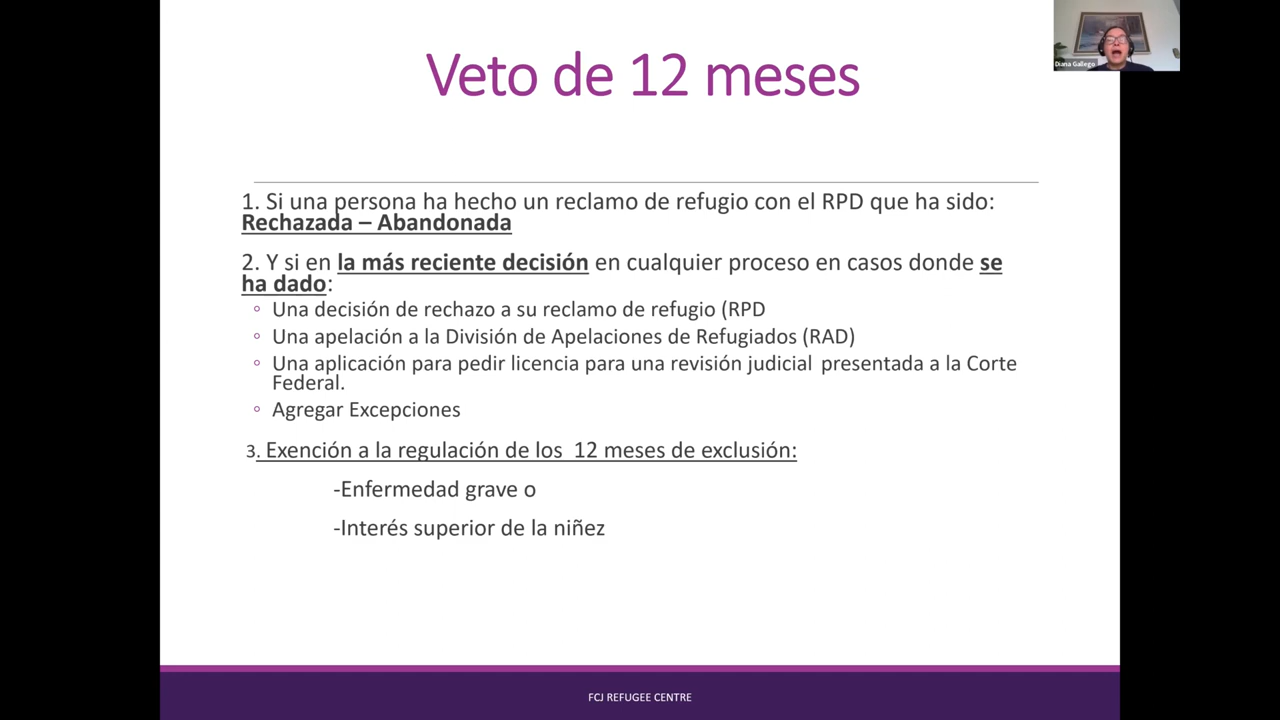 Veto de 12 meses
Diana Gallego
1. Si una persona ha hecho un reclamo de refugio con el RPD que ha sido:
Rechazada – Abandonada
2. Y si en la más reciente decisión en cualquier proceso en casos donde se
ha dado:
◦ Una decisión de rechazo a su reclamo de refugio (RPD
◦ Una apelación a la División de Apelaciones de Refugiados (RAD)
◦ Una aplicación para pedir licencia para una revisión judicial presentada a la Corte
Federal.
◦ Agregar Excepciones
3. Exención a la regulación de los 12 meses de exclusión:
-Enfermedad grave o
-Interés superior de la niñez
FCJ REFUGEE CENTRE